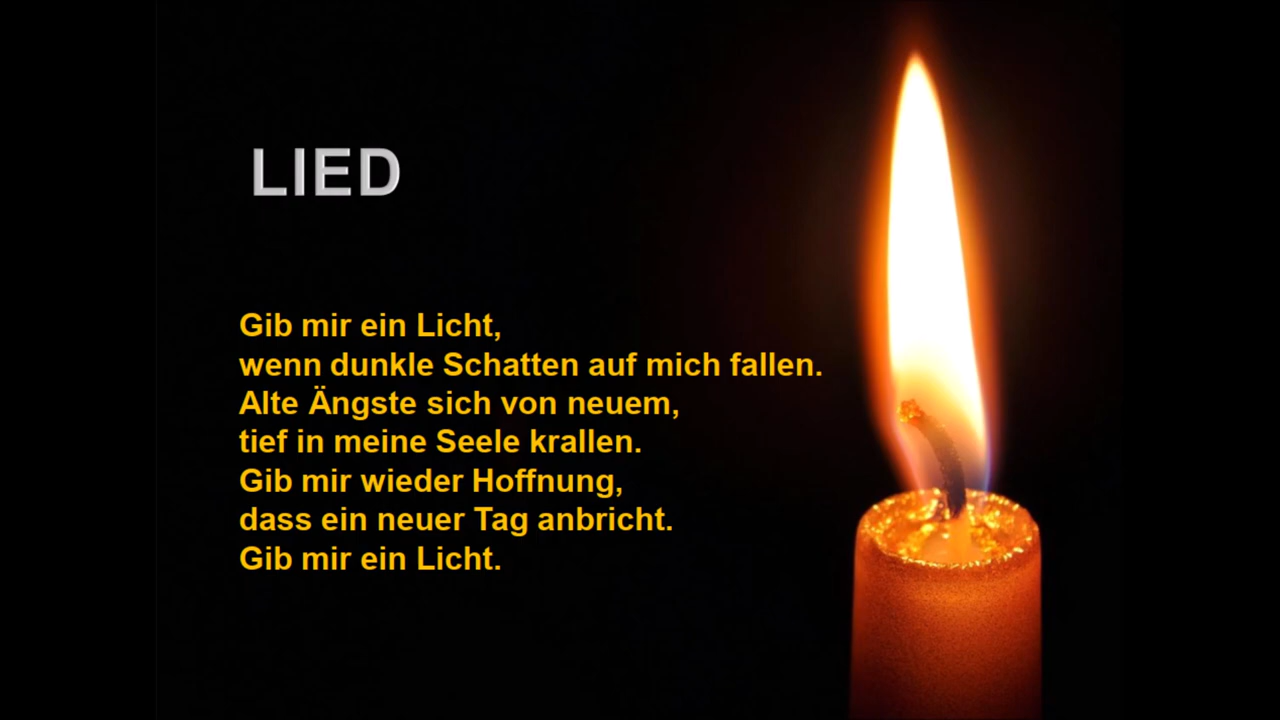 LIED
Gib mir ein Licht,
wenn dunkle Schatten auf mich fallen.
Alte Ängste sich von neuem,
tief in meine Seele krallen.
Gib mir wieder Hoffnung,
dass ein neuer Tag anbricht.
Gib mir ein Licht.